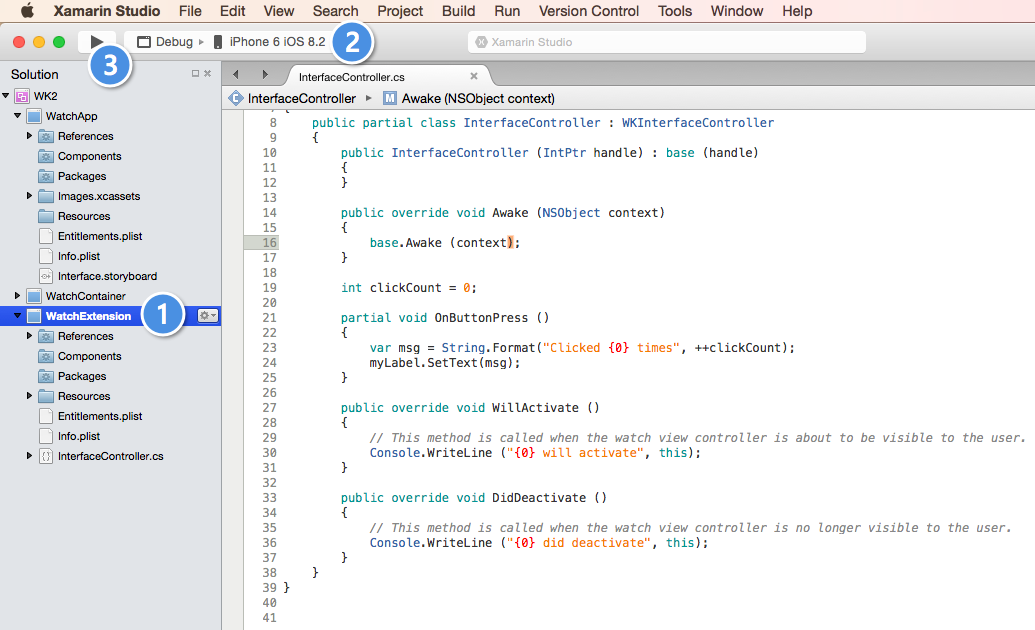 Xamarin Studio File Edit View Search Project Build Run Version Control Tools Window Help
Debug iPhone 6 iOS 8.2 2 Xamarin Studio
3
Solution
WK2
WatchApp
References
Components
Packages
Images.xcassets
Resources
Entitlements.plist
Info.plist
Interface.storyboard
WatchContainer
WatchExtension 1
References
Components
Packages
Resources
Entitlements.plist
Info.plist
InterfaceController.cs
InterfaceController.cs
InterfaceController M Awake (NSObject context)
8 public partial class InterfaceController : WKInterfaceController
9 {
10 public InterfaceController (IntPtr handle) : base (handle)
11 {
12 }
13
14 public override void Awake (NSObject context)
15 {
16 base.Awake (context);
17 }
18
19 int clickCount = 0;
20
21 partial void OnButtonPress ()
22 {
23 var msg = String.Format("Clicked {0} times", ++clickCount);
24 myLabel.SetText(msg);
25 }
26
27 public override void WillActivate ()
28 {
29 // This method is called when the watch view controller is about to be visible to the user.
30 Console.WriteLine ("{0} will activate", this);
31 }
32
33 public override void DidDeactivate ()
34 {
35 // This method is called when the watch view controller is no longer visible to the user.
36 Console.WriteLine ("{0} did deactivate", this);
37 }
38 }
39 }
40
41